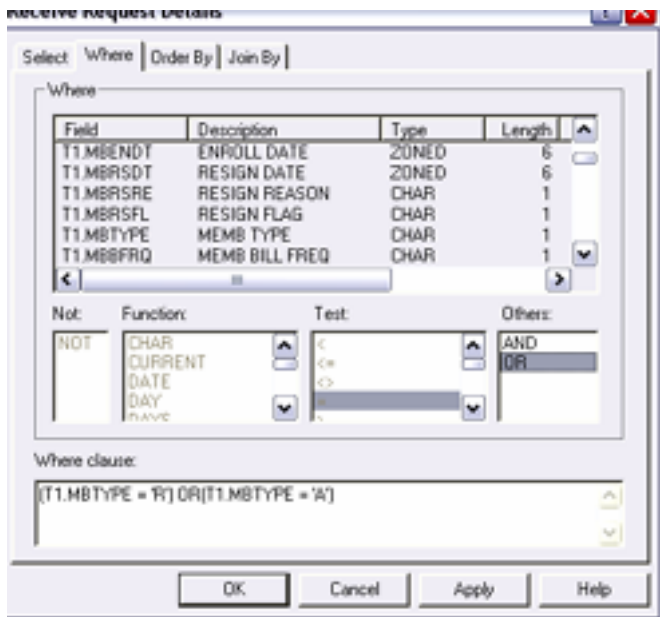 Receive Request Details
Select Where Order By Join By
Where
Field Description Type Length
T1.MBENDT ENROLL DATE ZONED 6
T1.MBRSDT RESIGN DATE ZONED 6
T1.MBRSRE RESIGN REASON CHAR 1
T1.MBRSFL RESIGN FLAG CHAR 1
T1.MBTYPE MEMB TYPE CHAR 1
T1.MBBFRQ MEMB BILL FREQ CHAR 1
Not: Function: Test: Others:
NOT CHAR < AND
CURRENT <= OR
DATE <>
DAY =
DAYS >
Where clause:
(T1.MBTYPE = 'R') OR(T1.MBTYPE = 'A')
OK Cancel Apply Help